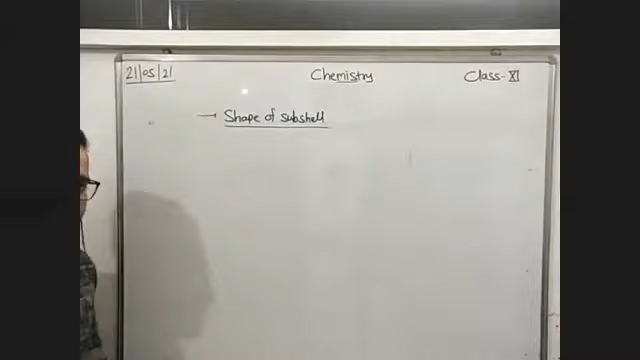 21/05/21 Chemistry Class-XI
→ Shape of subshell